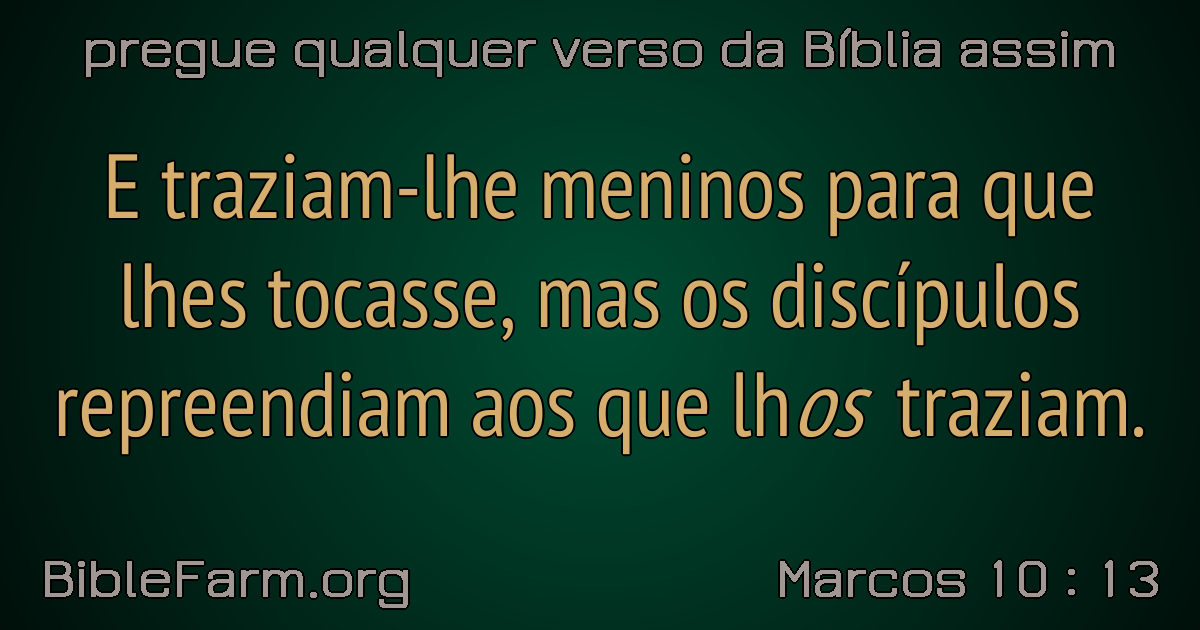 pregue qualquer verso da Bíblia assim
E traziam-lhe meninos para que
lhes tocasse, mas os discípulos
repreendiam aos que lhos traziam.
BibleFarm.org
Marcos 10 : 13